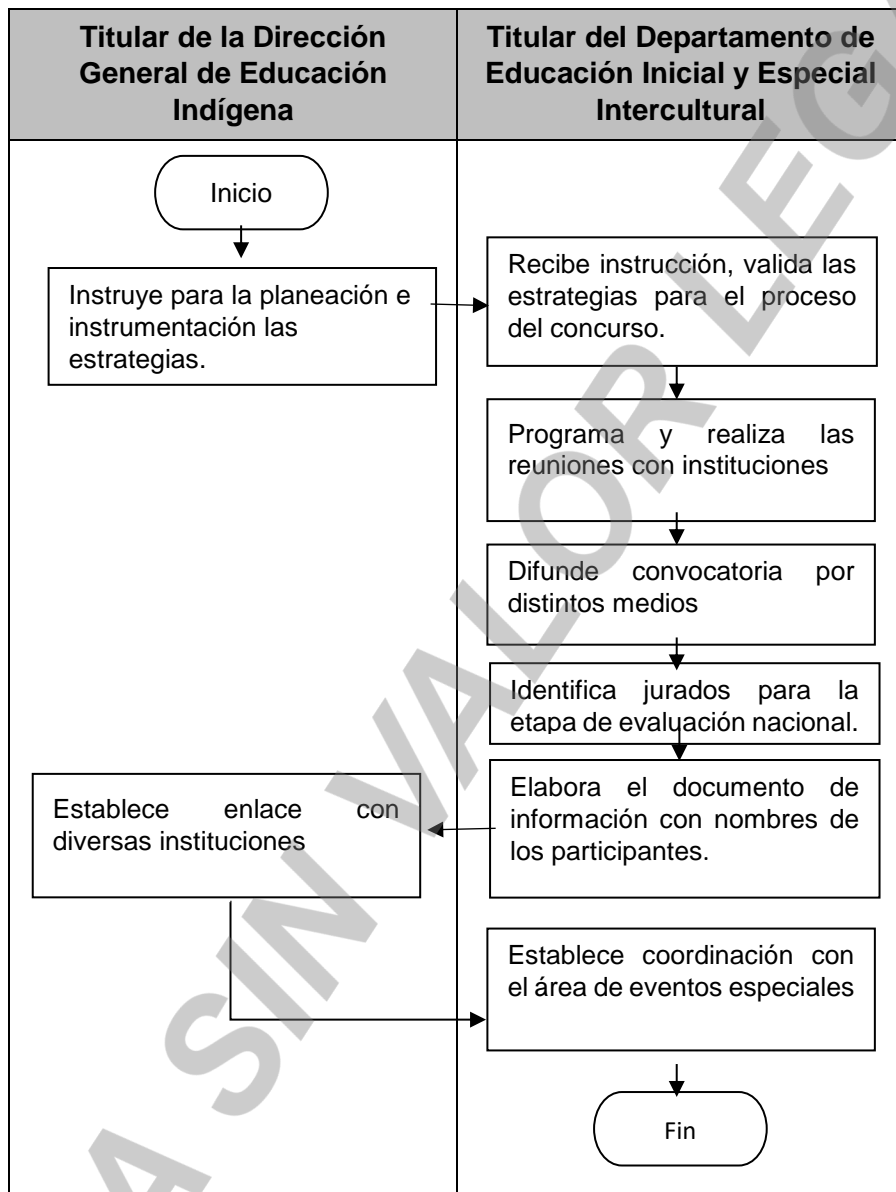 Titular de la Dirección
General de Educación
Indígena
Titular del Departamento de
Educación Inicial y Especial
Intercultural
Inicio
Instruye para la planeación e
instrumentación las
estrategias.
Recibe instrucción, valida las
estrategias para el proceso
del concurso.
Programa y realiza las
reuniones con instituciones
Difunde convocatoria por
distintos medios
Identifica jurados para la
etapa de evaluación nacional.
Elabora el documento de
información con nombres de
los participantes.
Establece enlace con
diversas instituciones
Establece coordinación con
el área de eventos especiales
Fin
A SIN VALOR LEG